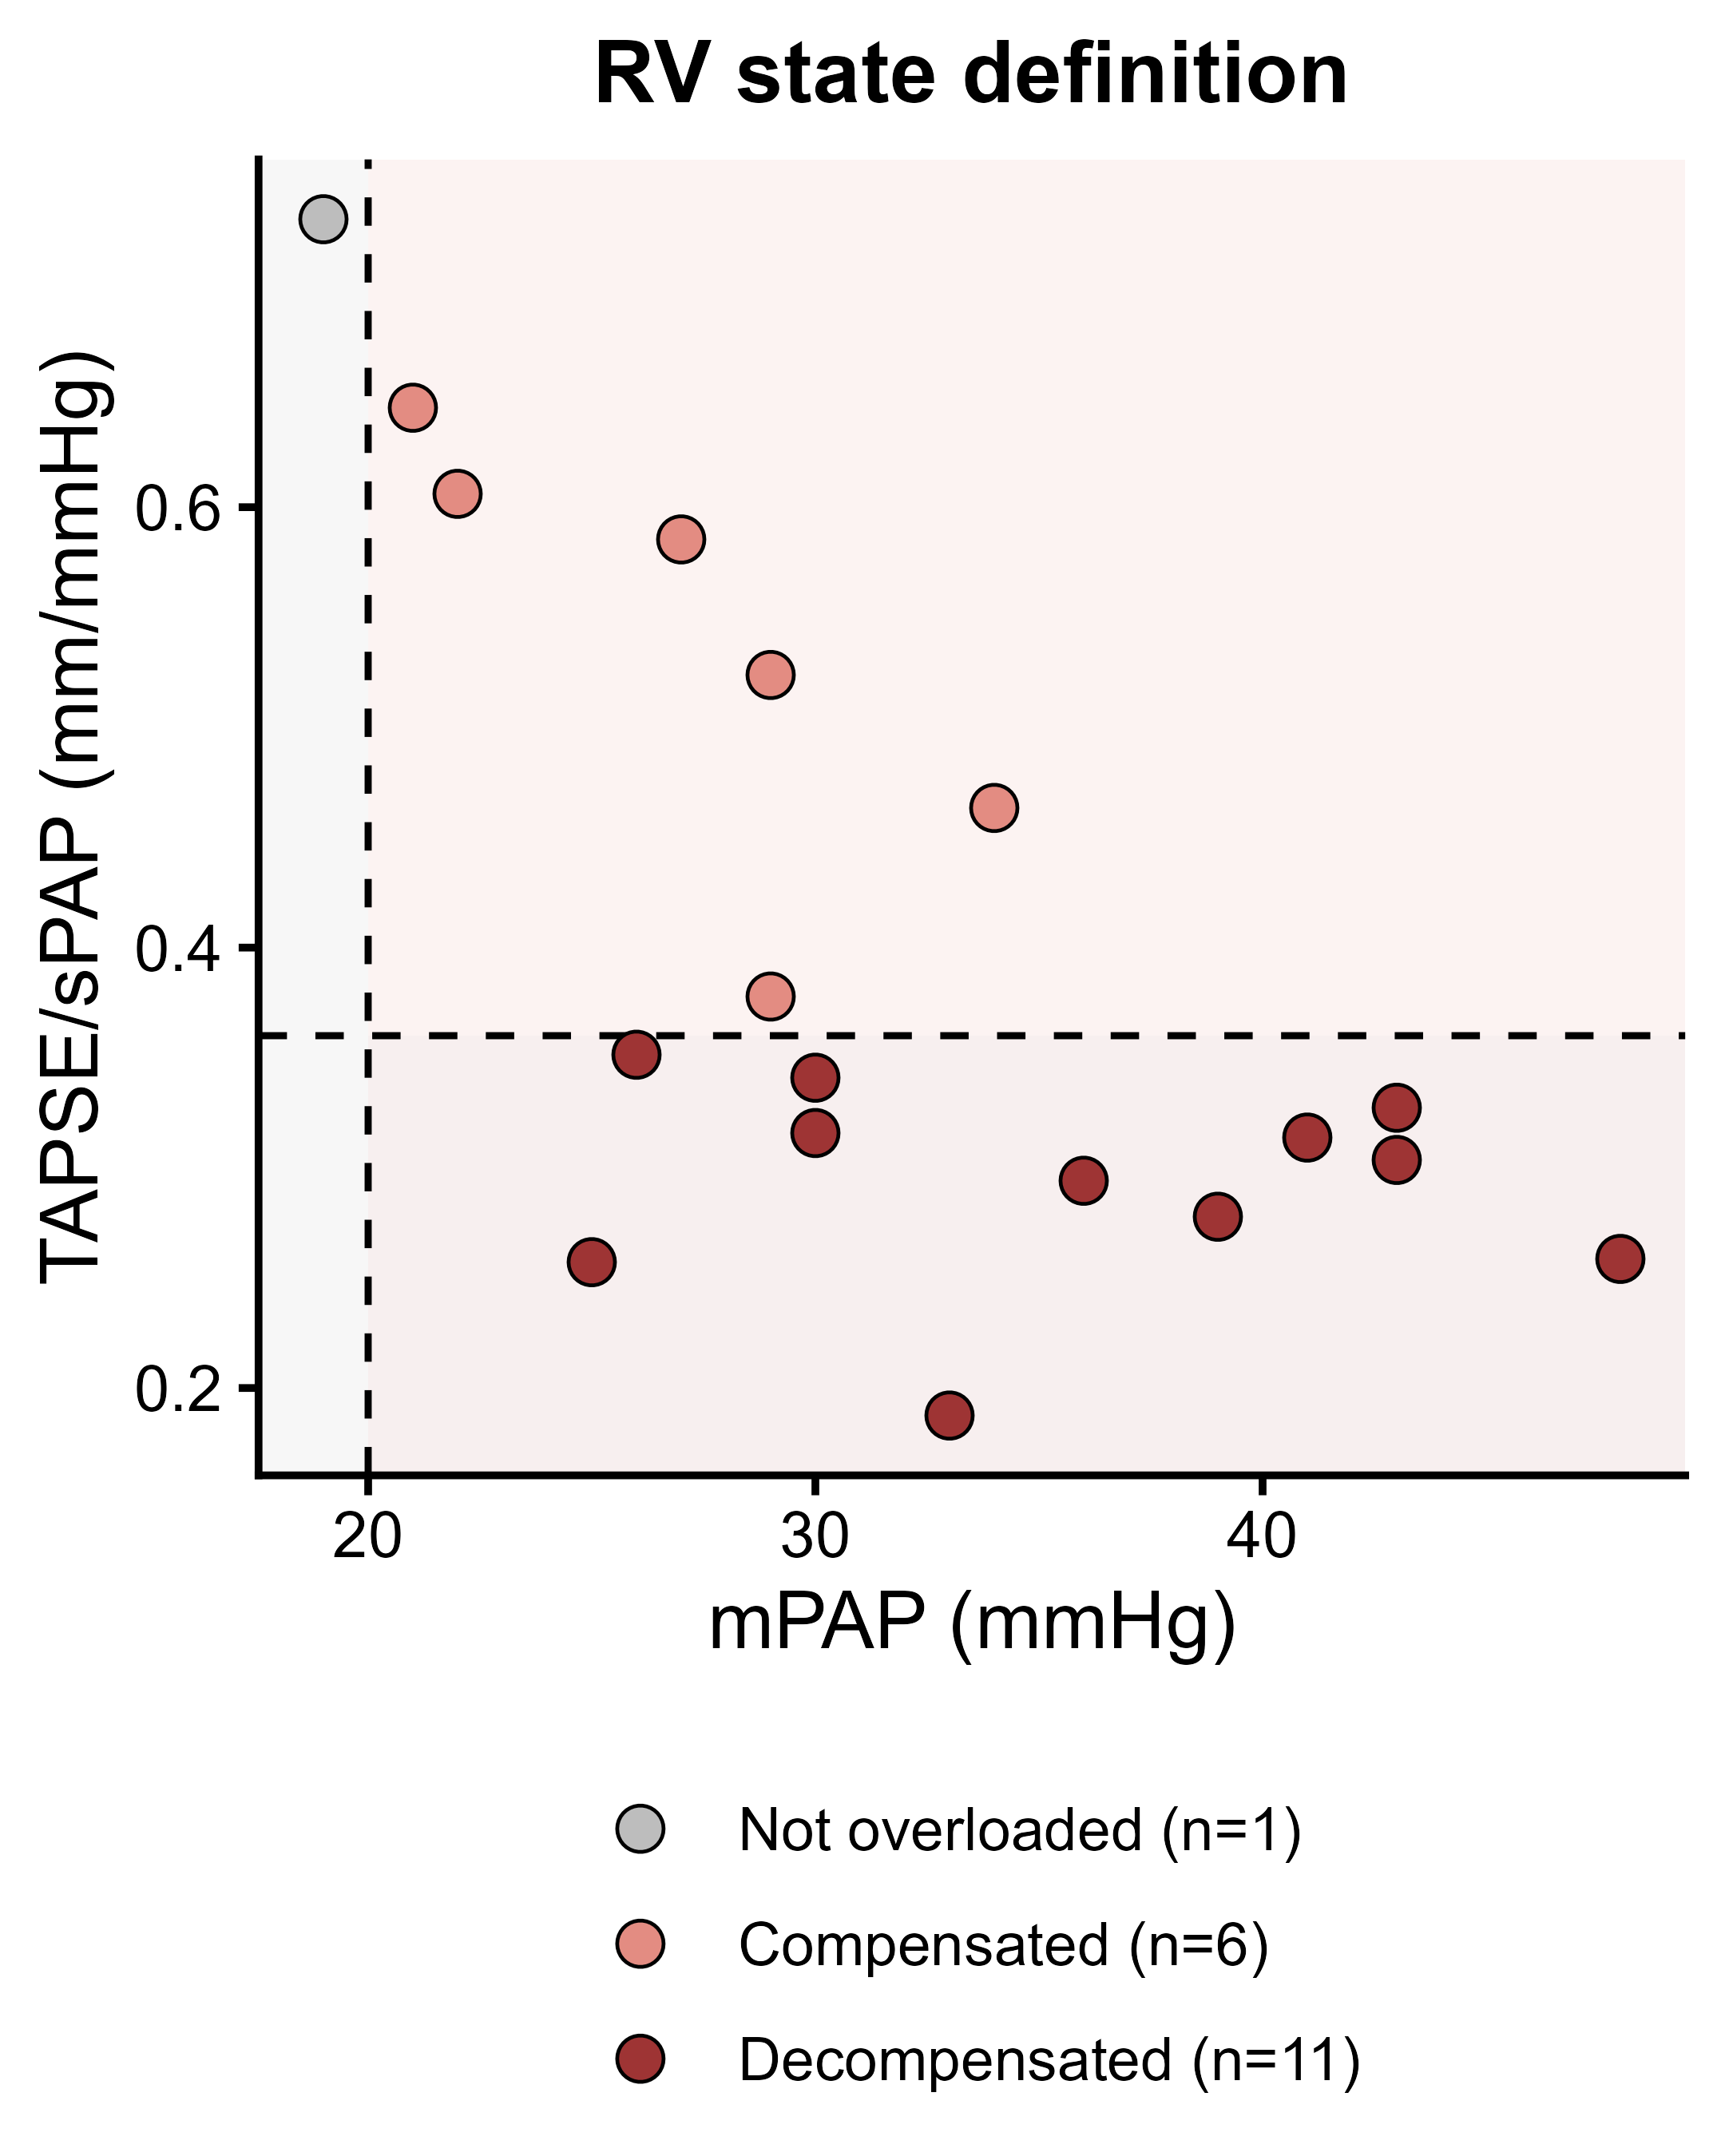 RV state definition
TAPSE/sPAP (mm/mmHg)
0.6
0.4
0.2
20 30 40
mPAP (mmHg)
Not overloaded (n=1)
Compensated (n=6)
Decompensated (n=11)